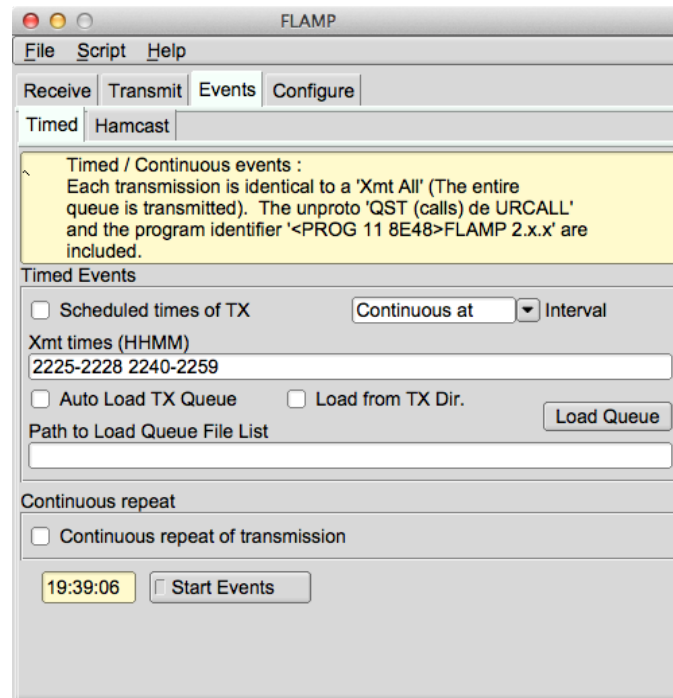 FLAMP
File Script Help
Receive Transmit Events Configure
Timed Hamcast
Timed / Continuous events :
Each transmission is identical to a 'Xmt All' (The entire
queue is transmitted). The unproto 'QST (calls) de URCALL'
and the program identifier '<PROG 11 8E48>FLAMP 2.x.x' are
included.
Timed Events
Scheduled times of TX Continuous at Interval
Xmt times (HHMM)
2225-2228 2240-2259
Auto Load TX Queue Load from TX Dir.
Load Queue
Path to Load Queue File List
Continuous repeat
Continuous repeat of transmission
19:39:06 Start Events